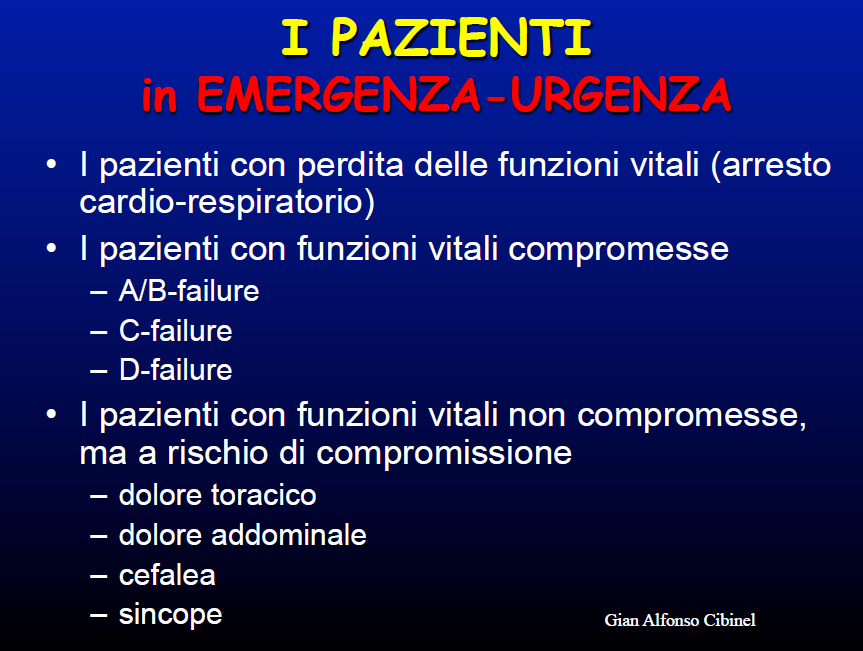 I PAZIENTI
in EMERGENZA-URGENZA
• I pazienti con perdita delle funzioni vitali (arresto
cardio-respiratorio)
• I pazienti con funzioni vitali compromesse
– A/B-failure
– C-failure
– D-failure
• I pazienti con funzioni vitali non compromesse,
ma a rischio di compromissione
– dolore toracico
– dolore addominale
– cefalea
– sincope
Gian Alfonso Cibinel